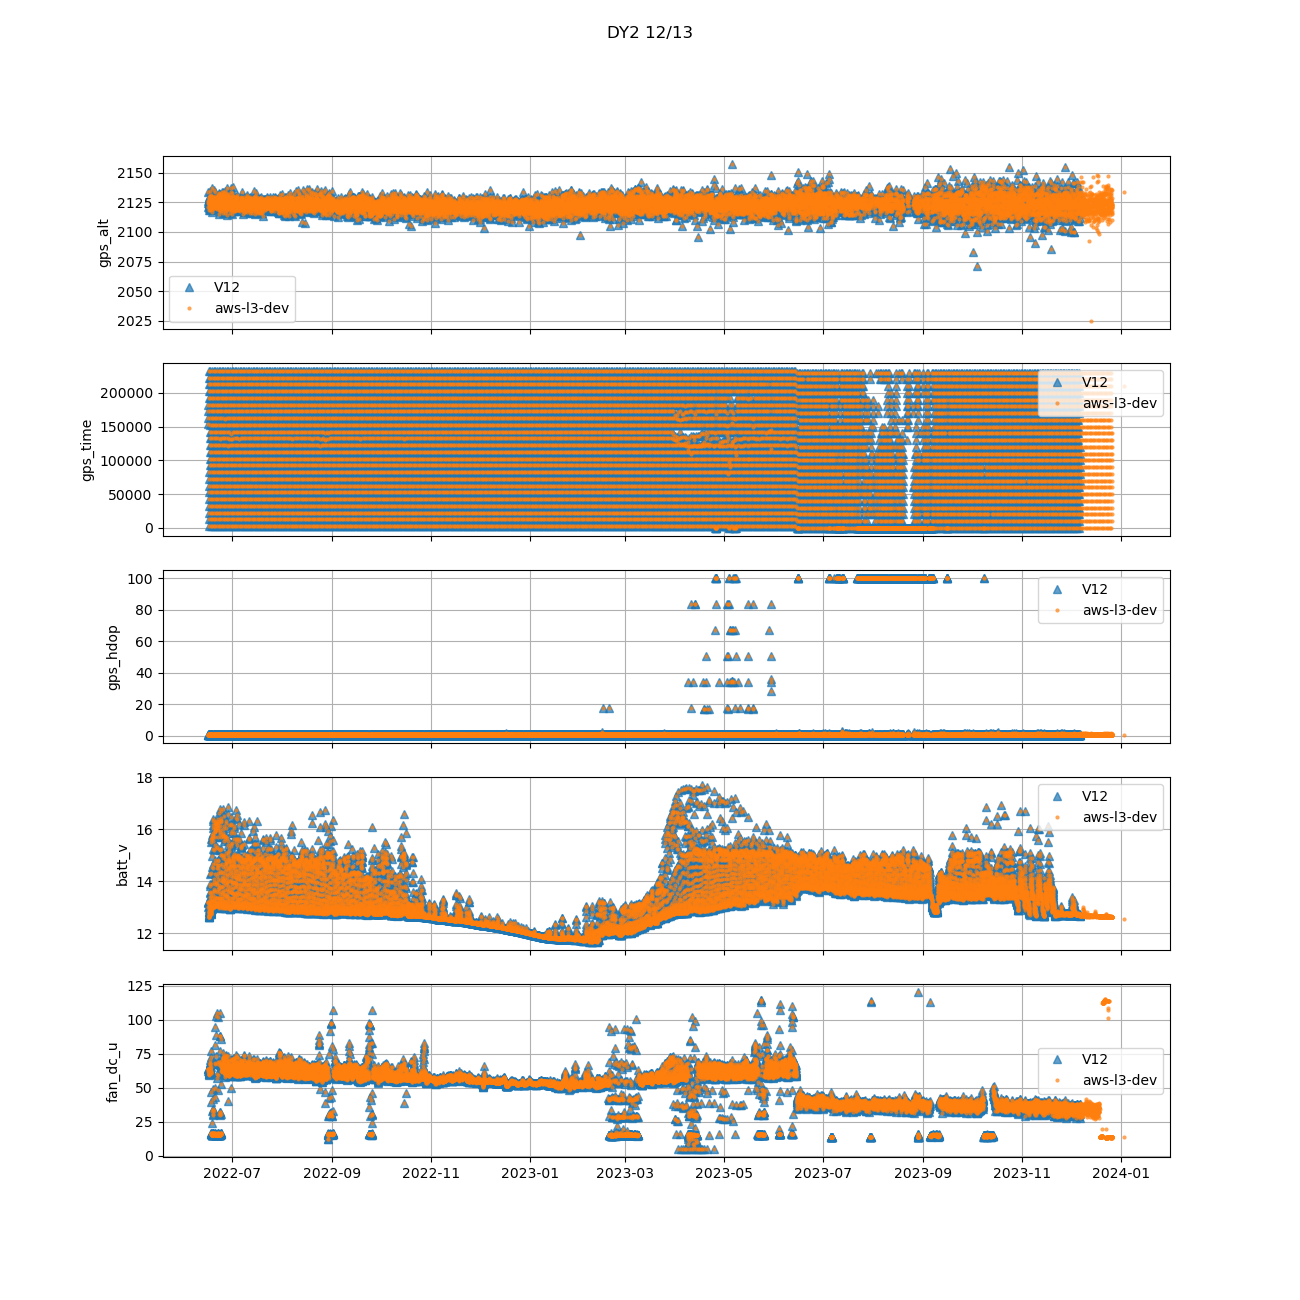 DY2 12/13
gps_alt
2150
2125
2100
2075
2050
2025
V12
aws-l3-dev
gps_time
200000
150000
100000
50000
0
V12
aws-l3-dev
gps_hdop
100
80
60
40
20
0
V12
aws-l3-dev
batt_v
18
16
14
12
V12
aws-l3-dev
fan_dc_u
125
100
75
50
25
0
V12
aws-l3-dev
2022-07 2022-09 2022-11 2023-01 2023-03 2023-05 2023-07 2023-09 2023-11 2024-01